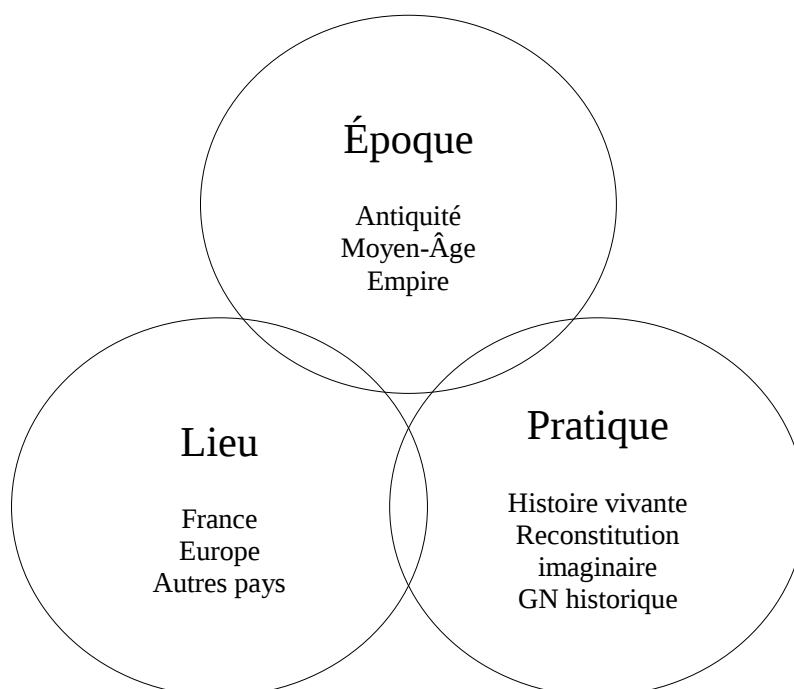 Époque
Antiquité
Moyen-Âge
Empire
Lieu
France
Europe
Autres pays
Pratique
Histoire vivante
Reconstitution
imaginaire
GN historique